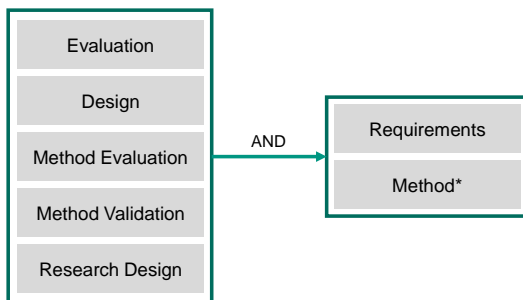 Evaluation
Design
Method Evaluation
Method Validation
Research Design
AND
Requirements
Method*